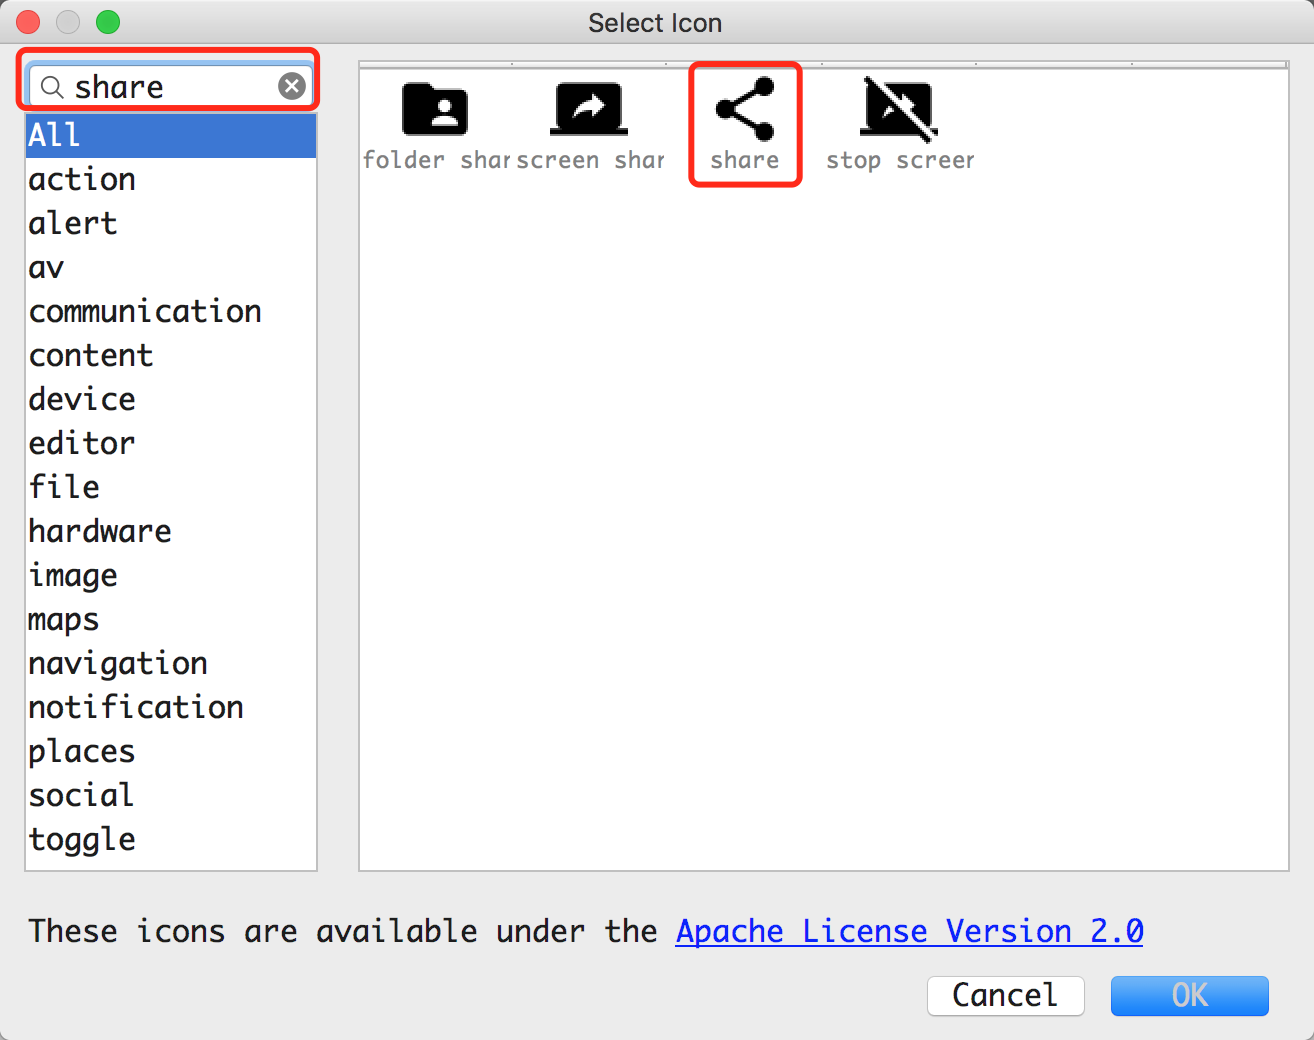 Select Icon
share
All
action
alert
av
communication
content
device
editor
file
hardware
image
maps
navigation
notification
places
social
toggle
folder shar
screen shar
share
stop screen
These icons are available under the Apache License Version 2.0
Cancel
OK